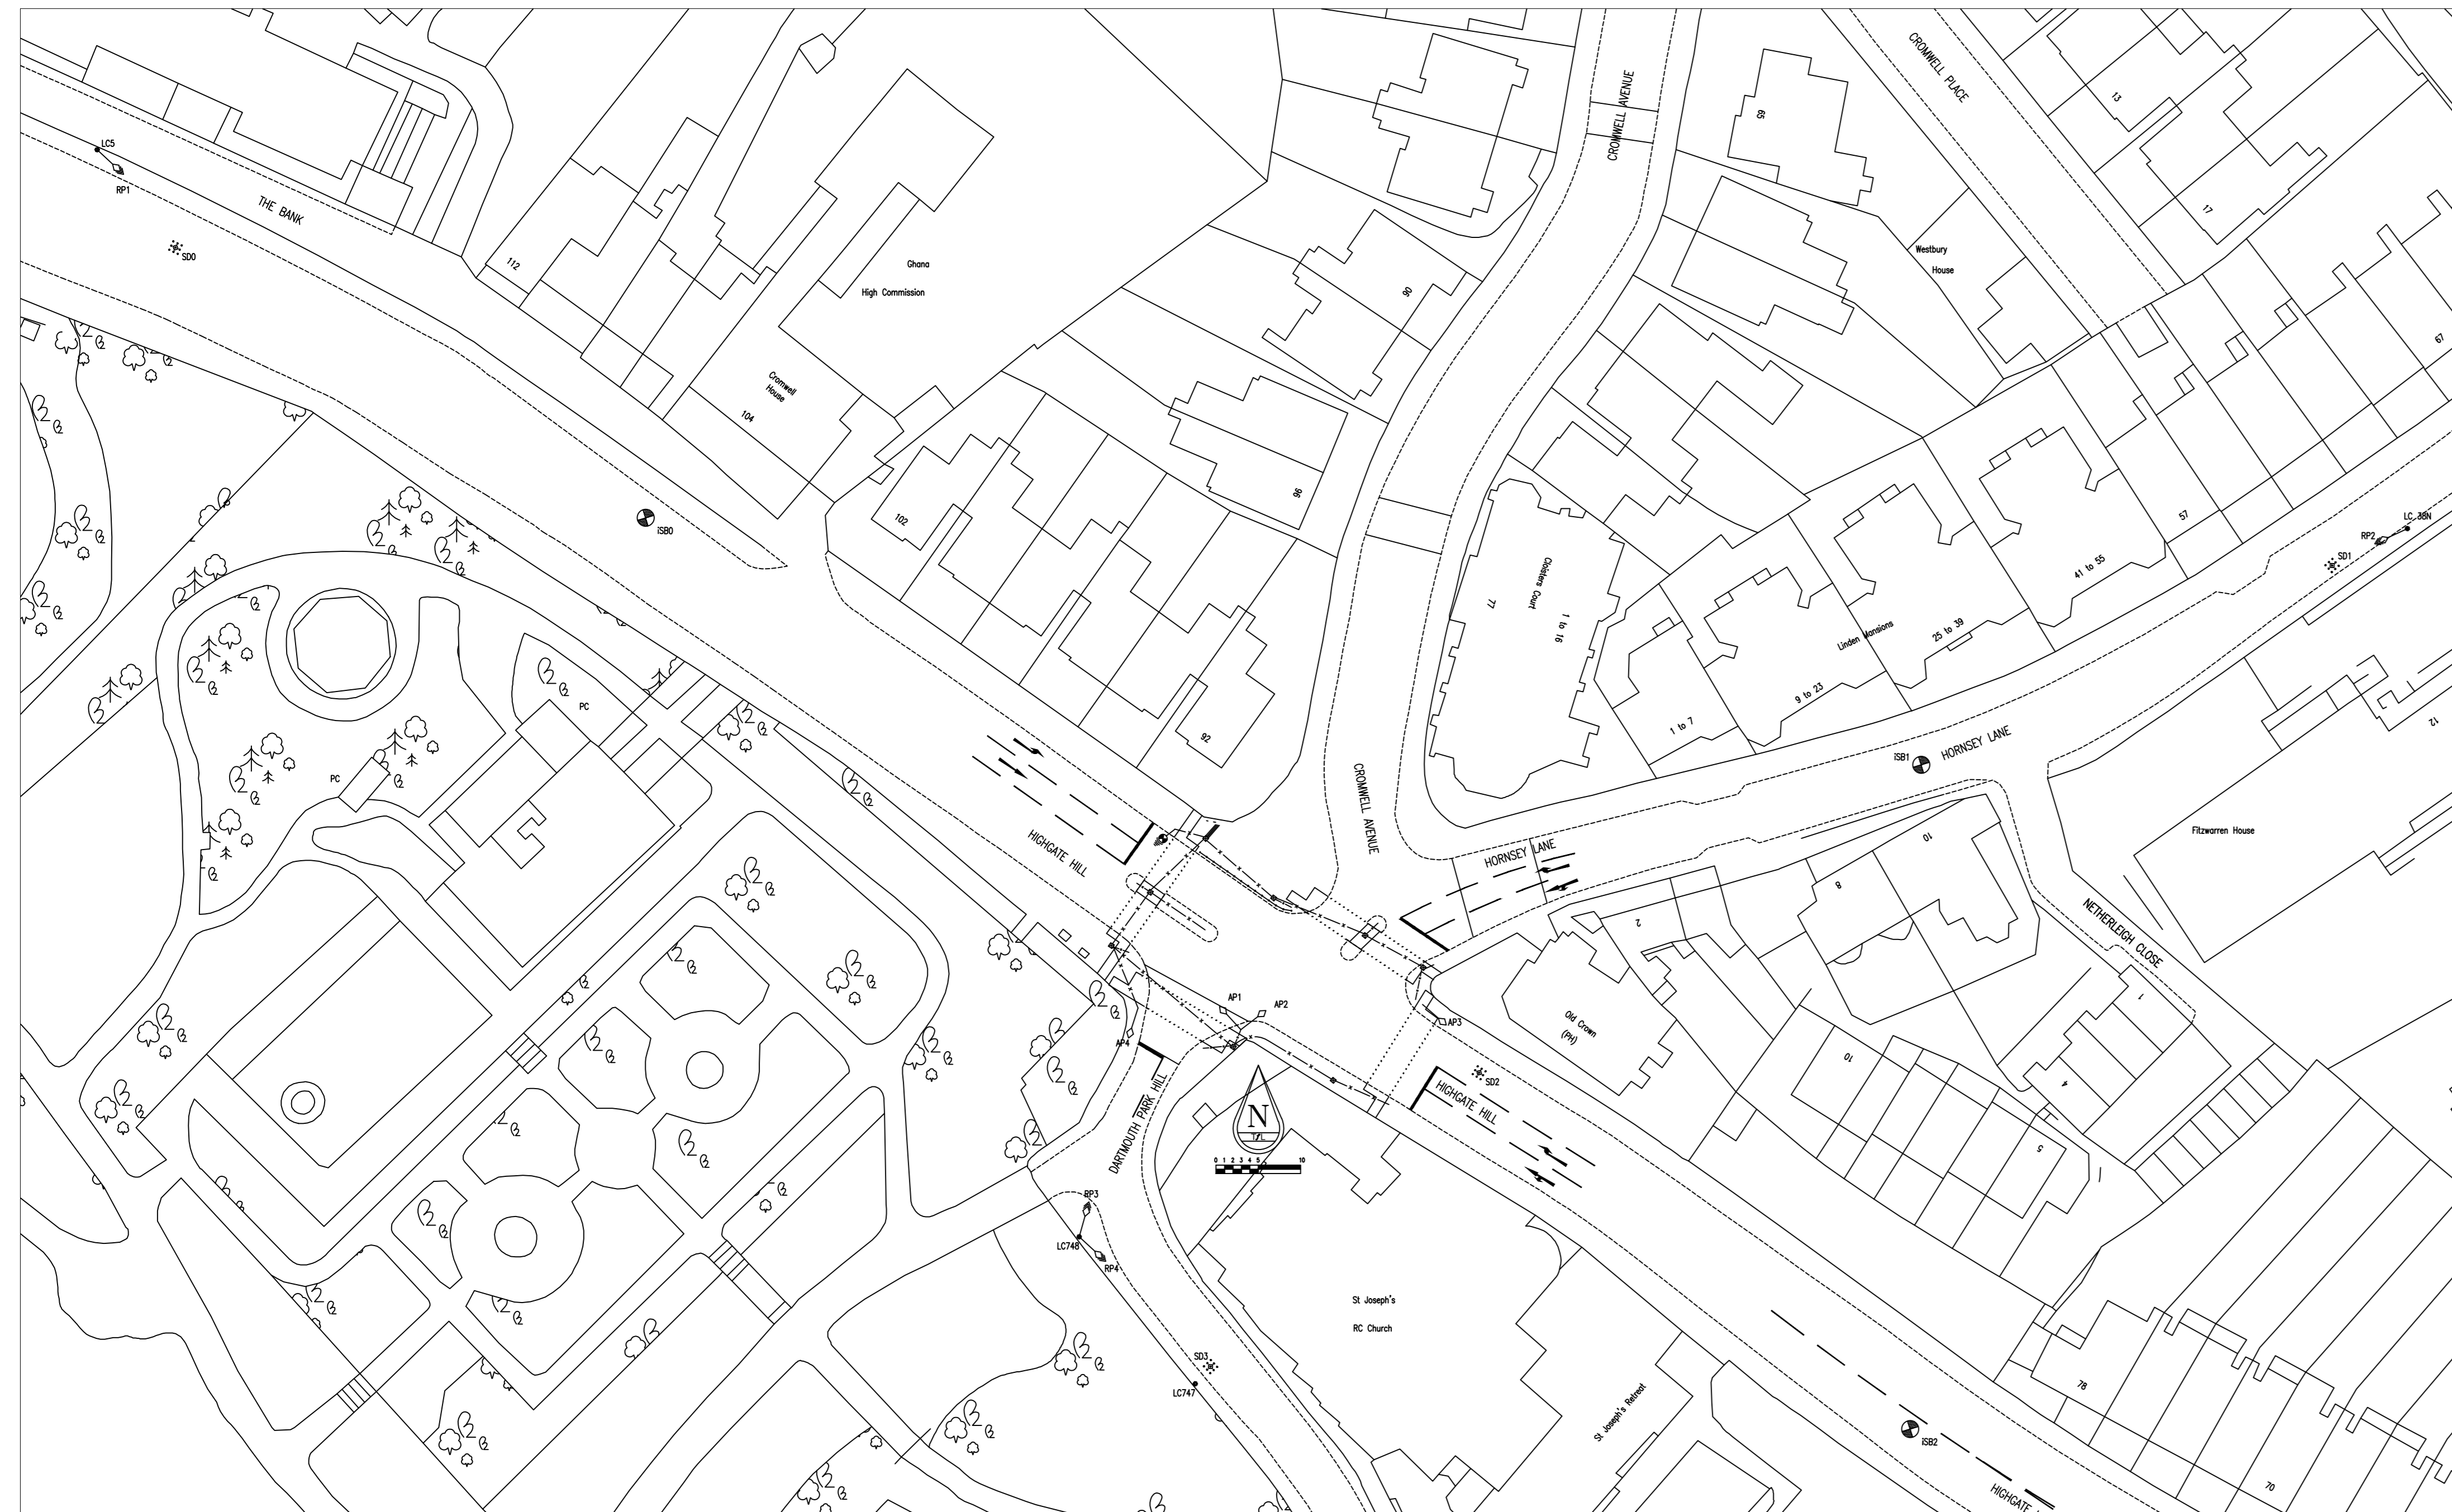 CROMWELL AVENUE
CROMWELL PLACE
13
65
LC5
RP1
THE BANK
SD0
112
Ghana
High Commission
90
17
Westbury
House
67
Cromwell
House
104
102
96
iSB0
57
LC 38N
RP2
SD1
41 to 55
Cloisters Court
77
1 to 16
Linden Mansions
25 to 39
9 to 23
1 to 7
PC
92
12
PC
iSB1
HORNSEY LANE
CROMWELL AVENUE
HIGHGATE HILL
HORNSEY LANE
10
Fitzwarren House
8
2
NETHERLEIGH CLOSE
AP1
AP2
AP3
AP4
Old Crown
(PH)
1
10
4
5
SD2
HIGHGATE HILL
DARTMOUTH PARK HILL
N
0 1 2 3 4 5 10
RP3
LC748
RP4
St Joseph's
RC Church
SD3
LC747
St Joseph's Retreat
78
iSB2
70
HIGHGATE